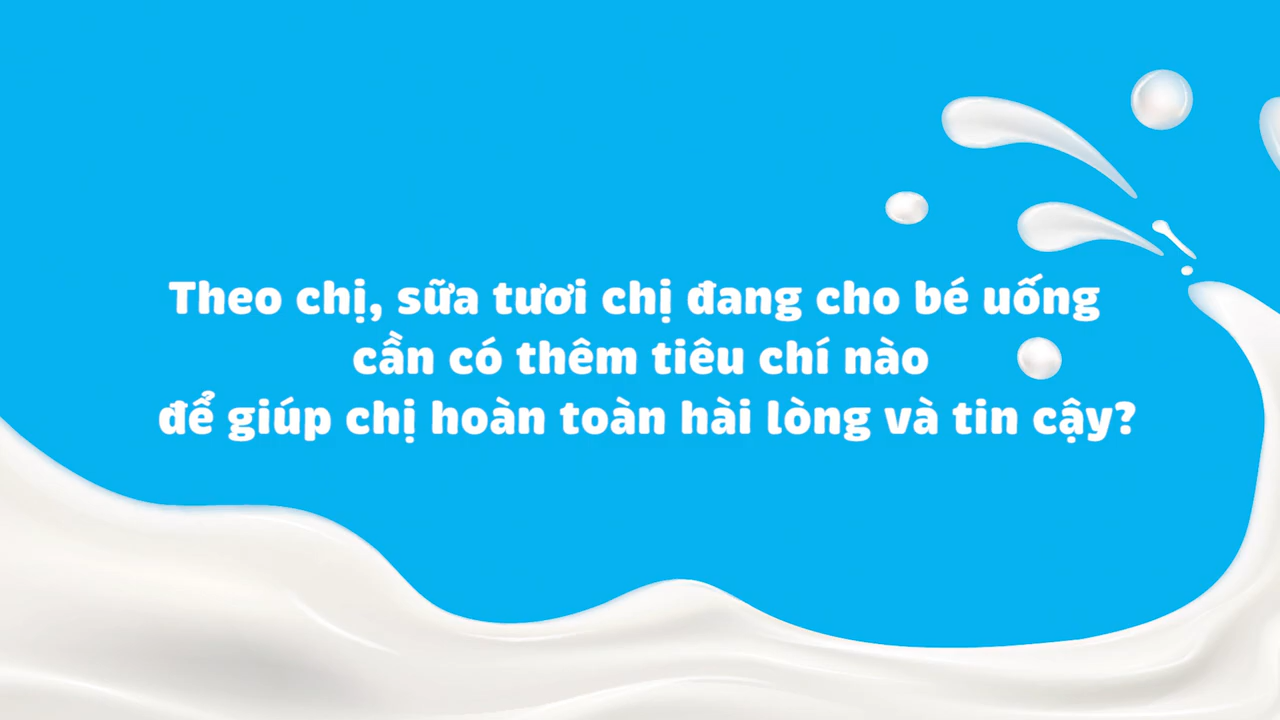 Theo chị, sữa tươi chị đang cho bé uống
cần có thêm tiêu chí nào
để giúp chị hoàn toàn hài lòng và tin cậy?